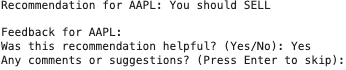 Recommendation for AAPL: You should SELL
Feedback for AAPL:
Was this recommendation helpful? (Yes/No): Yes
Any comments or suggestions? (Press Enter to skip):